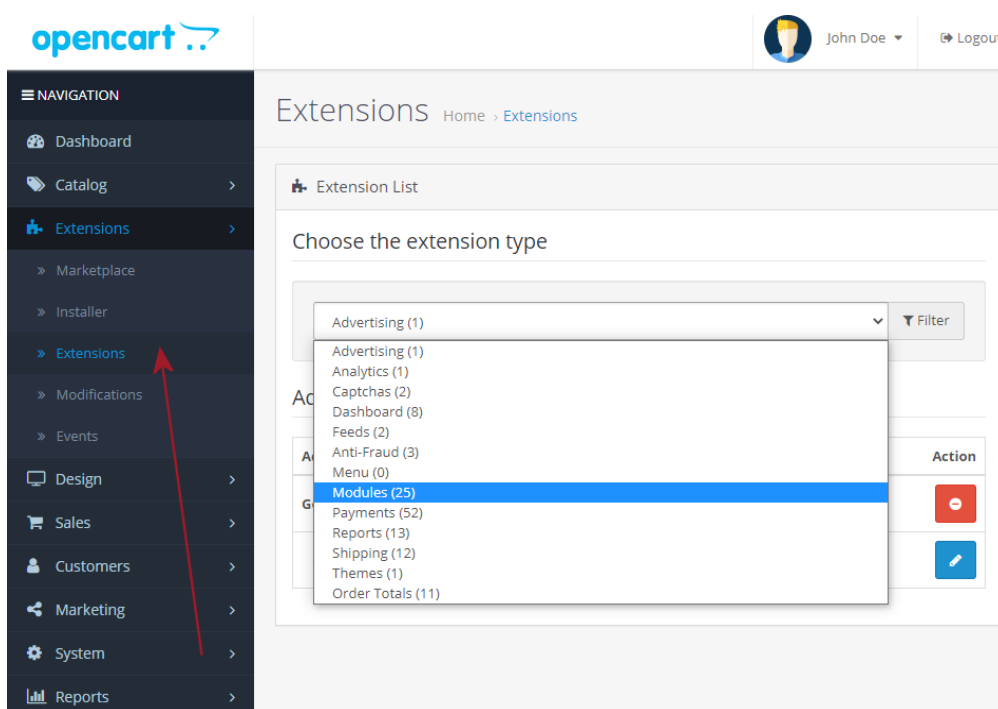 opencart
John Doe
Logout
NAVIGATION
Dashboard
Catalog
Extensions
Marketplace
Installer
Extensions
Modifications
Events
Design
Sales
Customers
Marketing
System
Reports
Extensions Home › Extensions
Extension List
Choose the extension type
Advertising (1)
Filter
Advertising (1)
Analytics (1)
Captchas (2)
Dashboard (8)
Feeds (2)
Anti-Fraud (3)
Menu (0)
Modules (25)
Payments (52)
Reports (13)
Shipping (12)
Themes (1)
Order Totals (11)
Action